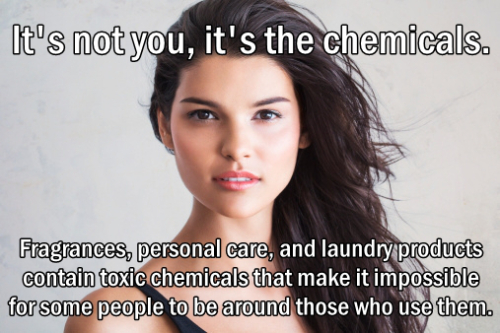 It's not you, it's the chemicals.
Fragrances, personal care, and laundry products
contain toxic chemicals that make it impossible
for some people to be around those who use them.